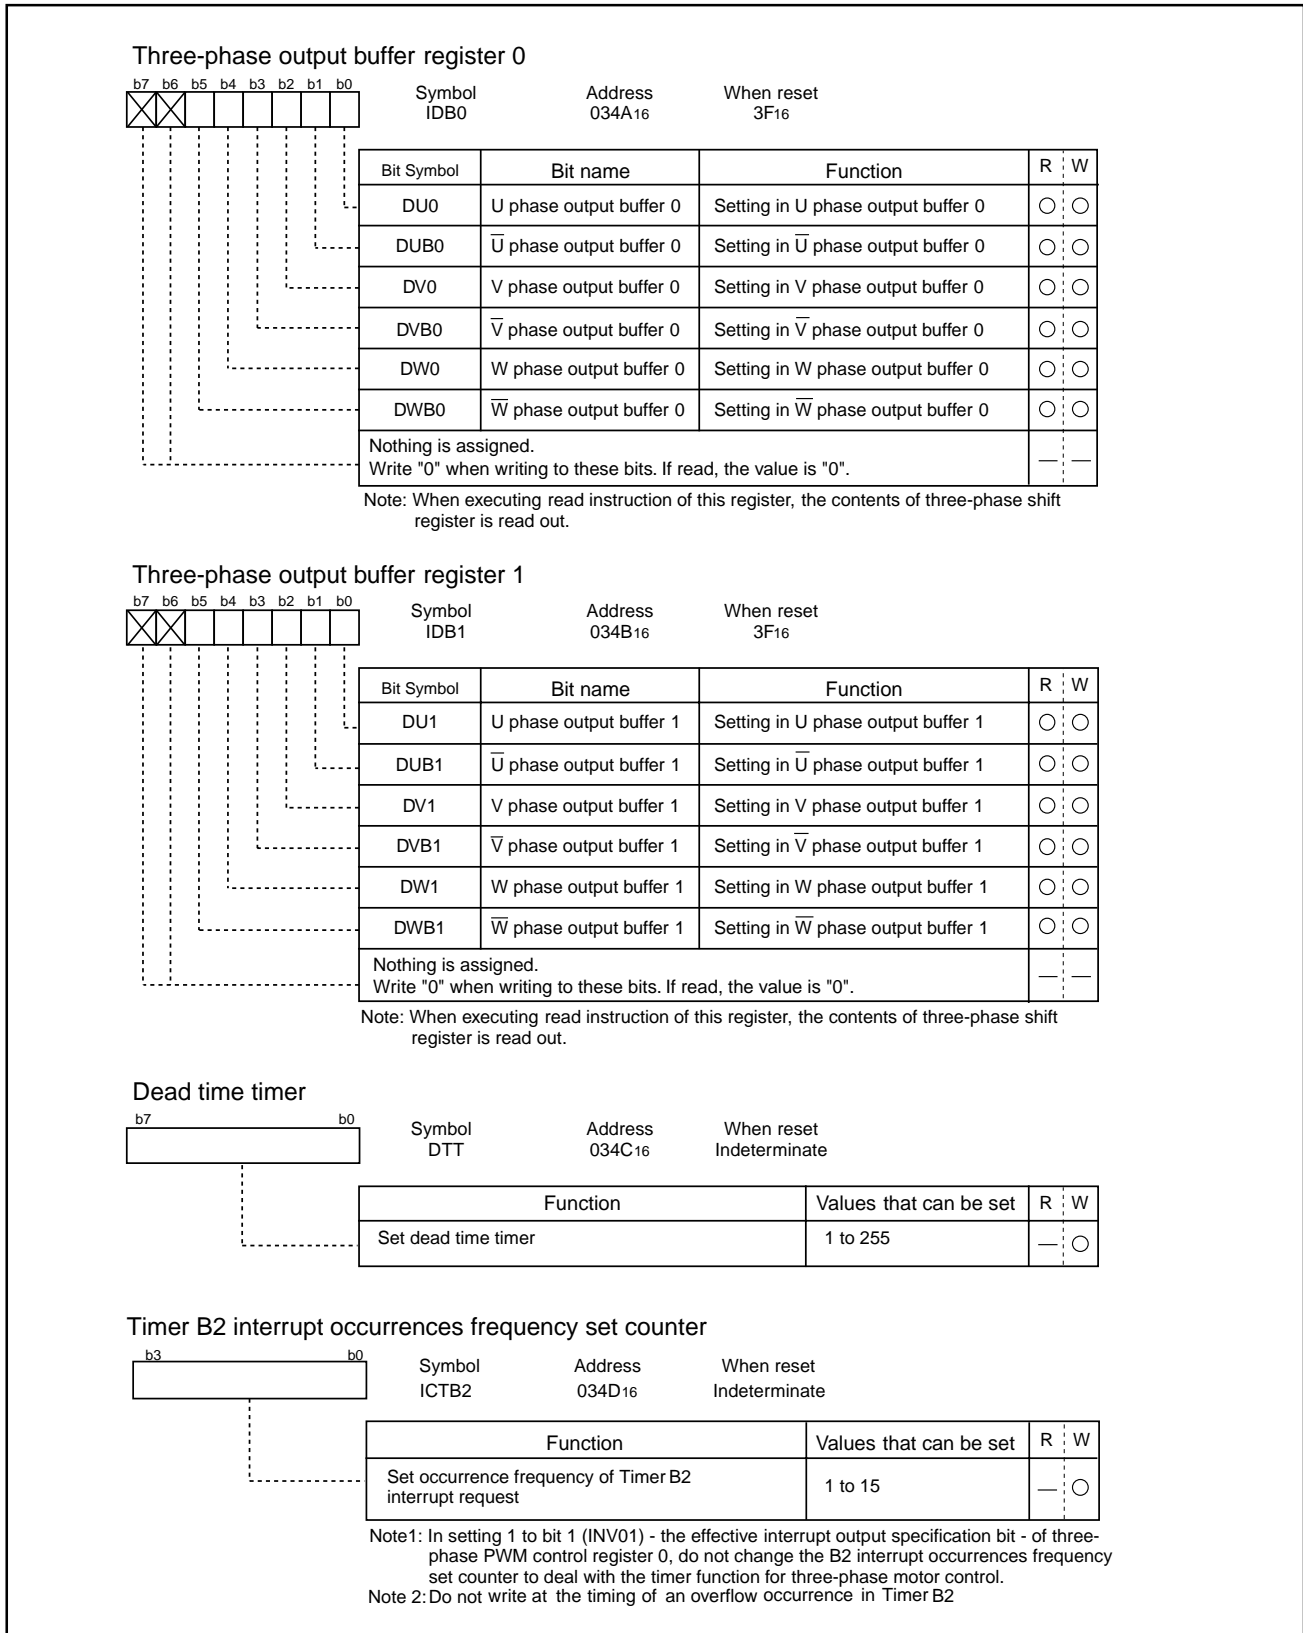 Three-phase output buffer register 0
b7 b6 b5 b4 b3 b2 b1 b0
Symbol Address When reset
IDB0 034A16 3F16
Bit Symbol Bit name Function R W
DU0 U phase output buffer 0 Setting in U phase output buffer 0 ○ ○
DUB0 U̅ phase output buffer 0 Setting in U̅ phase output buffer 0 ○ ○
DV0 V phase output buffer 0 Setting in V phase output buffer 0 ○ ○
DVB0 V̅ phase output buffer 0 Setting in V̅ phase output buffer 0 ○ ○
DW0 W phase output buffer 0 Setting in W phase output buffer 0 ○ ○
DWB0 W̅ phase output buffer 0 Setting in W̅ phase output buffer 0 ○ ○
Nothing is assigned.
Write "0" when writing to these bits. If read, the value is "0". — —
Note: When executing read instruction of this register, the contents of three-phase shift
register is read out.
Three-phase output buffer register 1
b7 b6 b5 b4 b3 b2 b1 b0
Symbol Address When reset
IDB1 034B16 3F16
Bit Symbol Bit name Function R W
DU1 U phase output buffer 1 Setting in U phase output buffer 1 ○ ○
DUB1 U̅ phase output buffer 1 Setting in U̅ phase output buffer 1 ○ ○
DV1 V phase output buffer 1 Setting in V phase output buffer 1 ○ ○
DVB1 V̅ phase output buffer 1 Setting in V̅ phase output buffer 1 ○ ○
DW1 W phase output buffer 1 Setting in W phase output buffer 1 ○ ○
DWB1 W̅ phase output buffer 1 Setting in W̅ phase output buffer 1 ○ ○
Nothing is assigned.
Write "0" when writing to these bits. If read, the value is "0". — —
Note: When executing read instruction of this register, the contents of three-phase shift
register is read out.
Dead time timer
b7 b0
Symbol Address When reset
DTT 034C16 Indeterminate
Function Values that can be set R W
Set dead time timer 1 to 255 — ○
Timer B2 interrupt occurrences frequency set counter
b3 b0
Symbol Address When reset
ICTB2 034D16 Indeterminate
Function Values that can be set R W
Set occurrence frequency of Timer B2
interrupt request 1 to 15 — ○
Note1: In setting 1 to bit 1 (INV01) - the effective interrupt output specification bit - of three-
phase PWM control register 0, do not change the B2 interrupt occurrences frequency
set counter to deal with the timer function for three-phase motor control.
Note 2: Do not write at the timing of an overflow occurrence in Timer B2